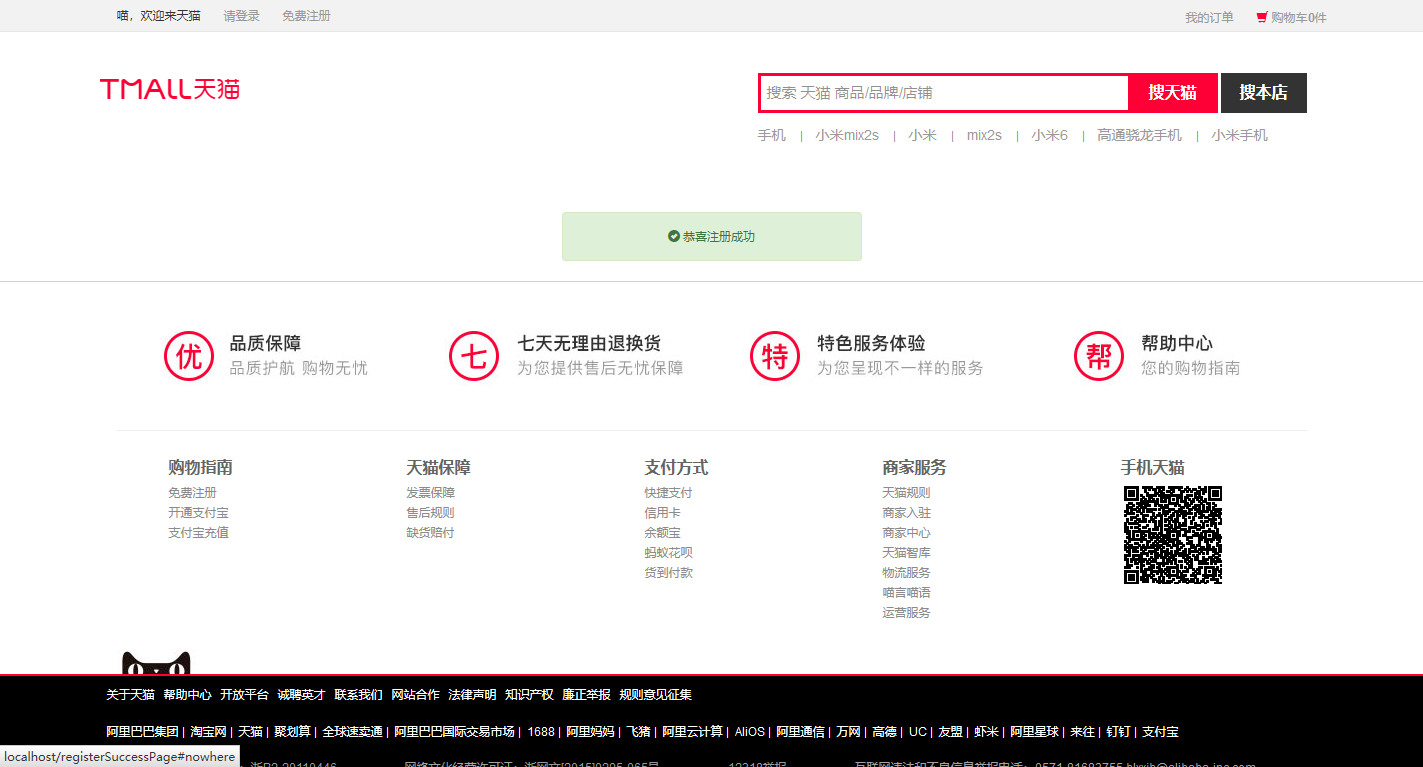 喵，欢迎来天猫 请登录 免费注册 我的订单 购物车0件
TMALL天猫
搜索 天猫 商品/品牌/店铺 搜天猫 搜本店
手机 | 小米mix2s | 小米 | mix2s | 小米6 | 高通骁龙手机 | 小米手机
恭喜注册成功
优 品质保障 七 七天无理由退换货 特 特色服务体验 帮 帮助中心
品质护航 购物无忧 为您提供售后无忧保障 为您呈现不一样的服务 您的购物指南
购物指南 天猫保障 支付方式 商家服务 手机天猫
免费注册 发票保障 快捷支付 天猫规则
开通支付宝 售后规则 信用卡 商家入驻
支付宝充值 缺货赔付 余额宝 商家中心
蚂蚁花呗 天猫智库
货到付款 物流服务
喵言喵语
运营服务
关于天猫 帮助中心 开放平台 诚聘英才 联系我们 网站合作 法律声明 知识产权 廉正举报 规则意见征集
阿里巴巴集团 | 淘宝网 | 天猫 | 聚划算 | 全球速卖通 | 阿里巴巴国际交易市场 | 1688 | 阿里妈妈 | 飞猪 | 阿里云计算 | AliOS | 阿里通信 | 万网 | 高德 | UC | 友盟 | 虾米 | 阿里星球 | 来往 | 钉钉 | 支付宝
localhost/registerSuccessPage#nowhere